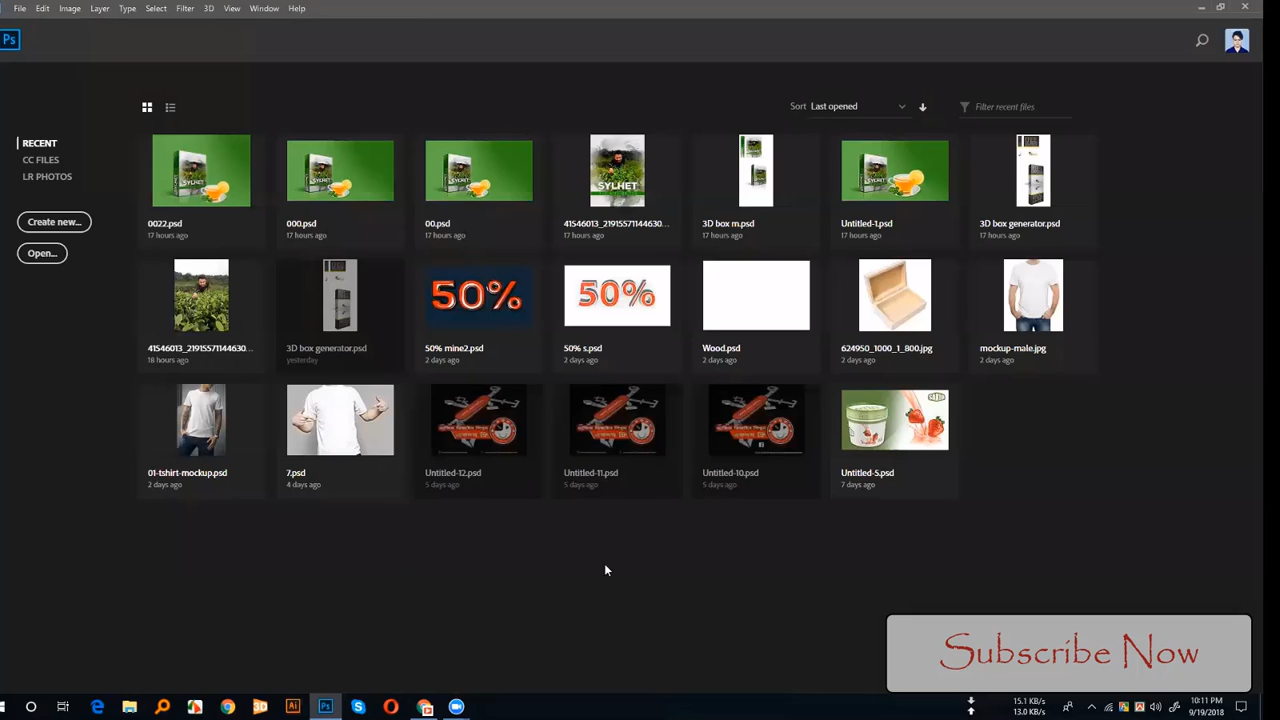 File Edit Image Layer Type Select Filter 3D View Window Help
Ps
Sort Last opened
Filter recent files
RECENT
CC FILES
LR PHOTOS
Create new...
Open...
SYLHET
0022.psd
17 hours ago
000.psd
17 hours ago
00.psd
17 hours ago
41546013_21915571144630...
17 hours ago
3D box m.psd
17 hours ago
Untitled-1.psd
17 hours ago
3D box generator.psd
17 hours ago
50%
50%
41546013_21915571144630...
18 hours ago
3D box generator.psd
yesterday
50% mine2.psd
2 days ago
50% s.psd
2 days ago
Wood.psd
2 days ago
624950_1000_1_800.jpg
2 days ago
mockup-male.jpg
2 days ago
01-tshirt-mockup.psd
2 days ago
7.psd
4 days ago
Untitled-12.psd
5 days ago
Untitled-11.psd
5 days ago
Untitled-10.psd
5 days ago
Untitled-5.psd
7 days ago
Subscribe Now
Ai
Ps
15.1 KB/s
13.0 KB/s
10:11 PM
9/19/2018